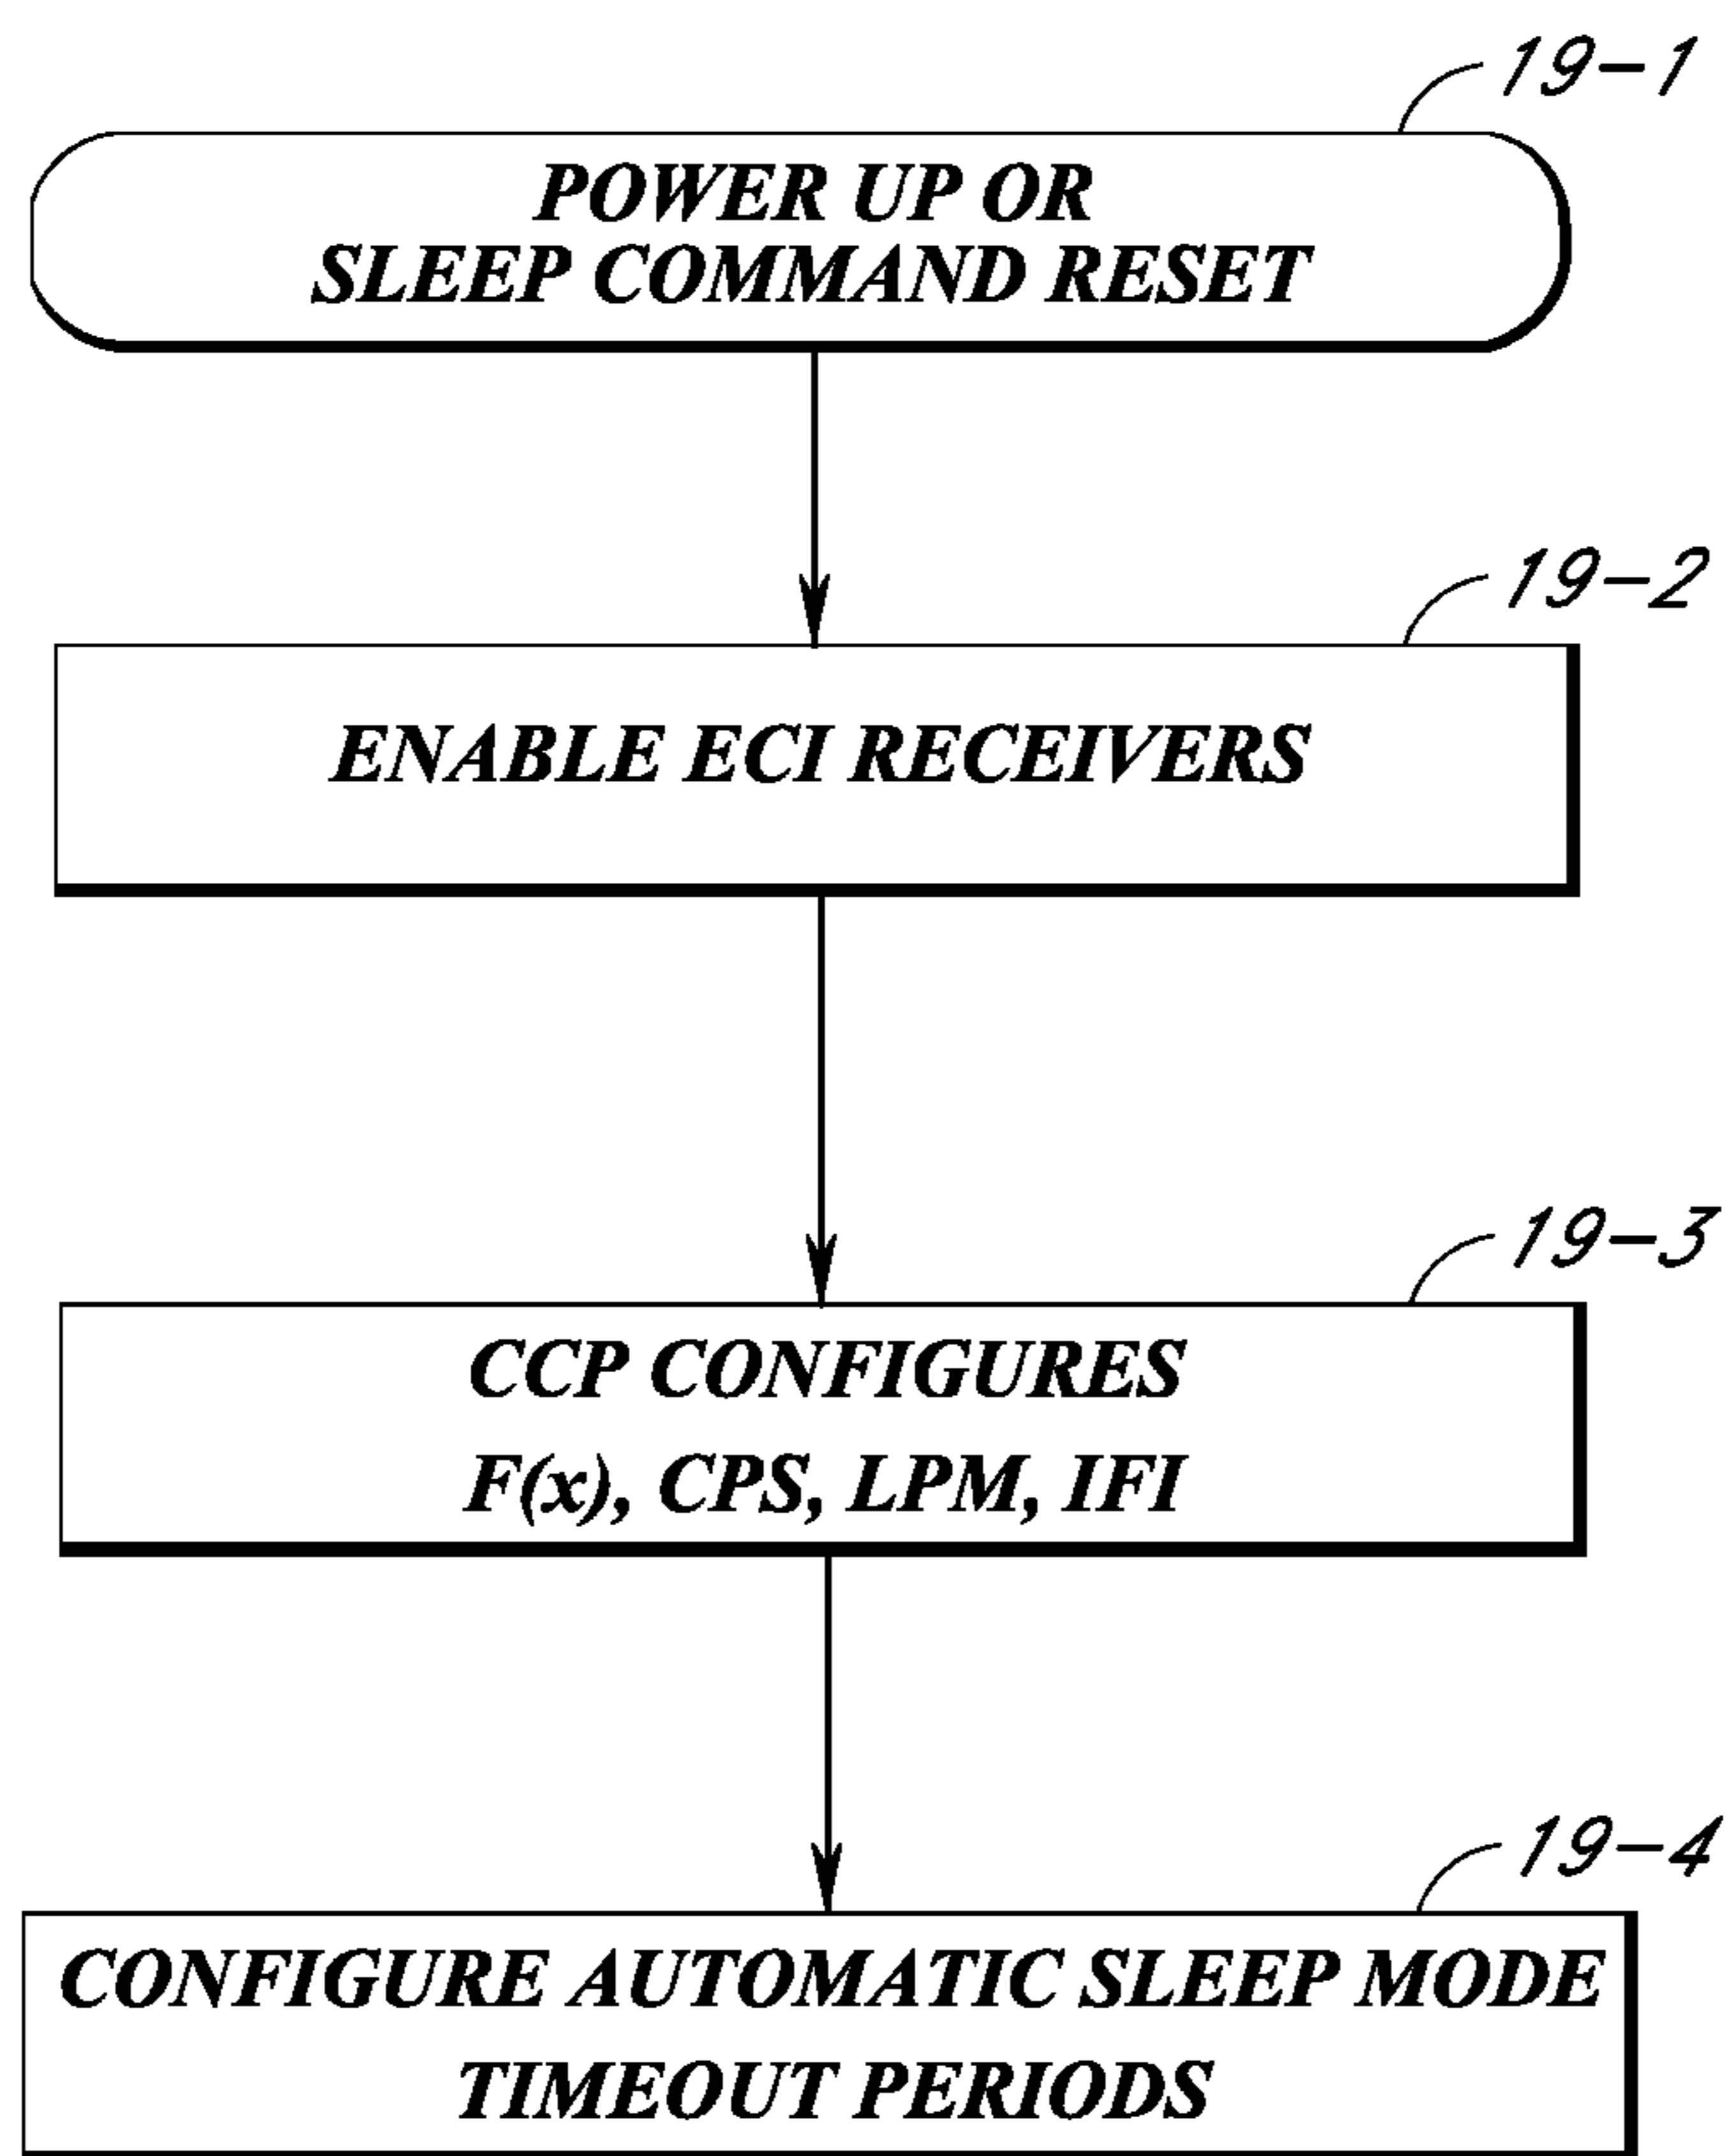 19-1
POWER UP OR
SLEEP COMMAND RESET
19-2
ENABLE ECI RECEIVERS
19-3
CCP CONFIGURES
F(x), CPS, LPM, IFI
19-4
CONFIGURE AUTOMATIC SLEEP MODE
TIMEOUT PERIODS